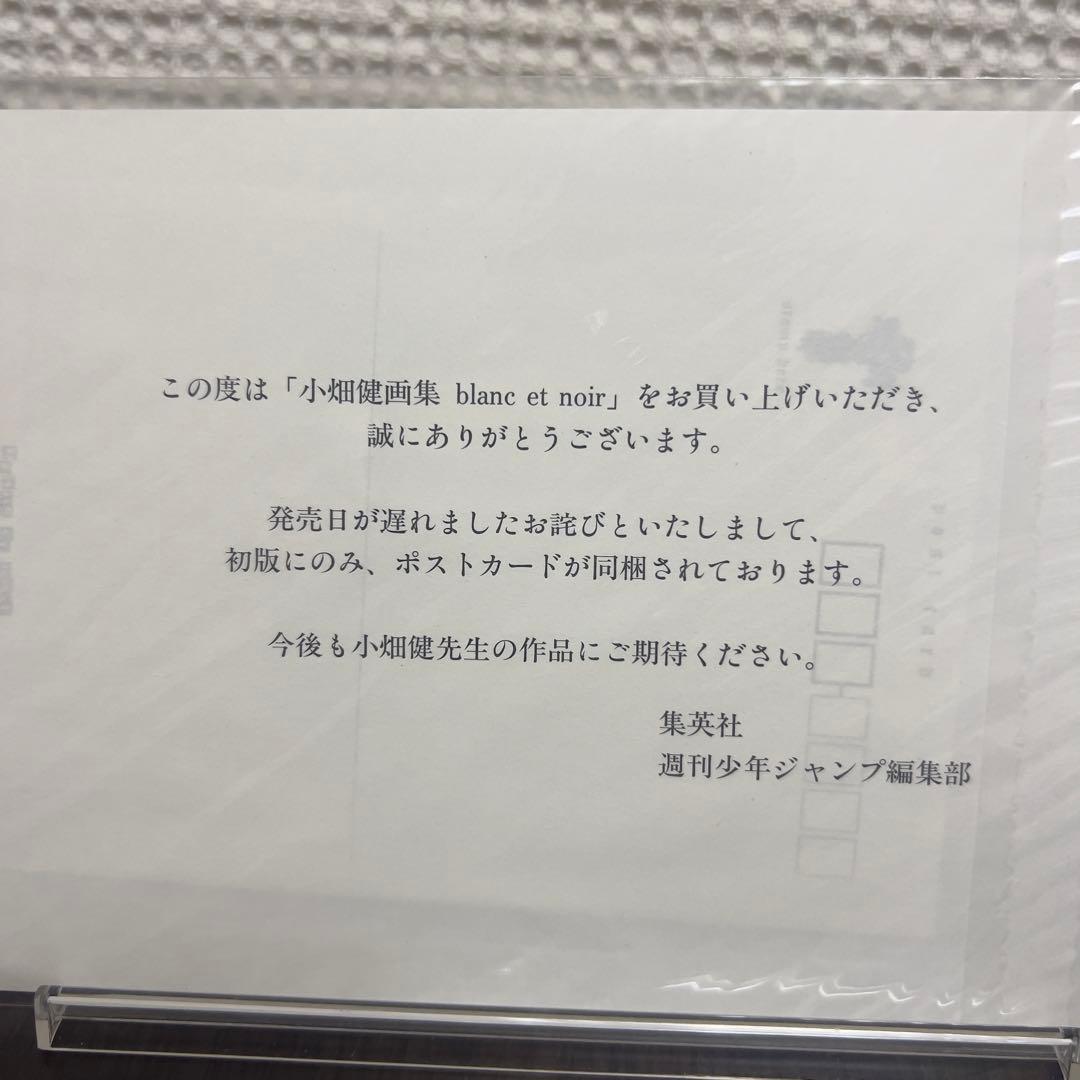 この度は「小畑健画集 blanc et noir」をお買い上げいただき、
誠にありがとうございます。
発売日が遅れましたお詫びといたしまして、
初版にのみ、ポストカードが同梱されております。
今後も小畑健先生の作品にご期待ください。
集英社
週刊少年ジャンプ編集部